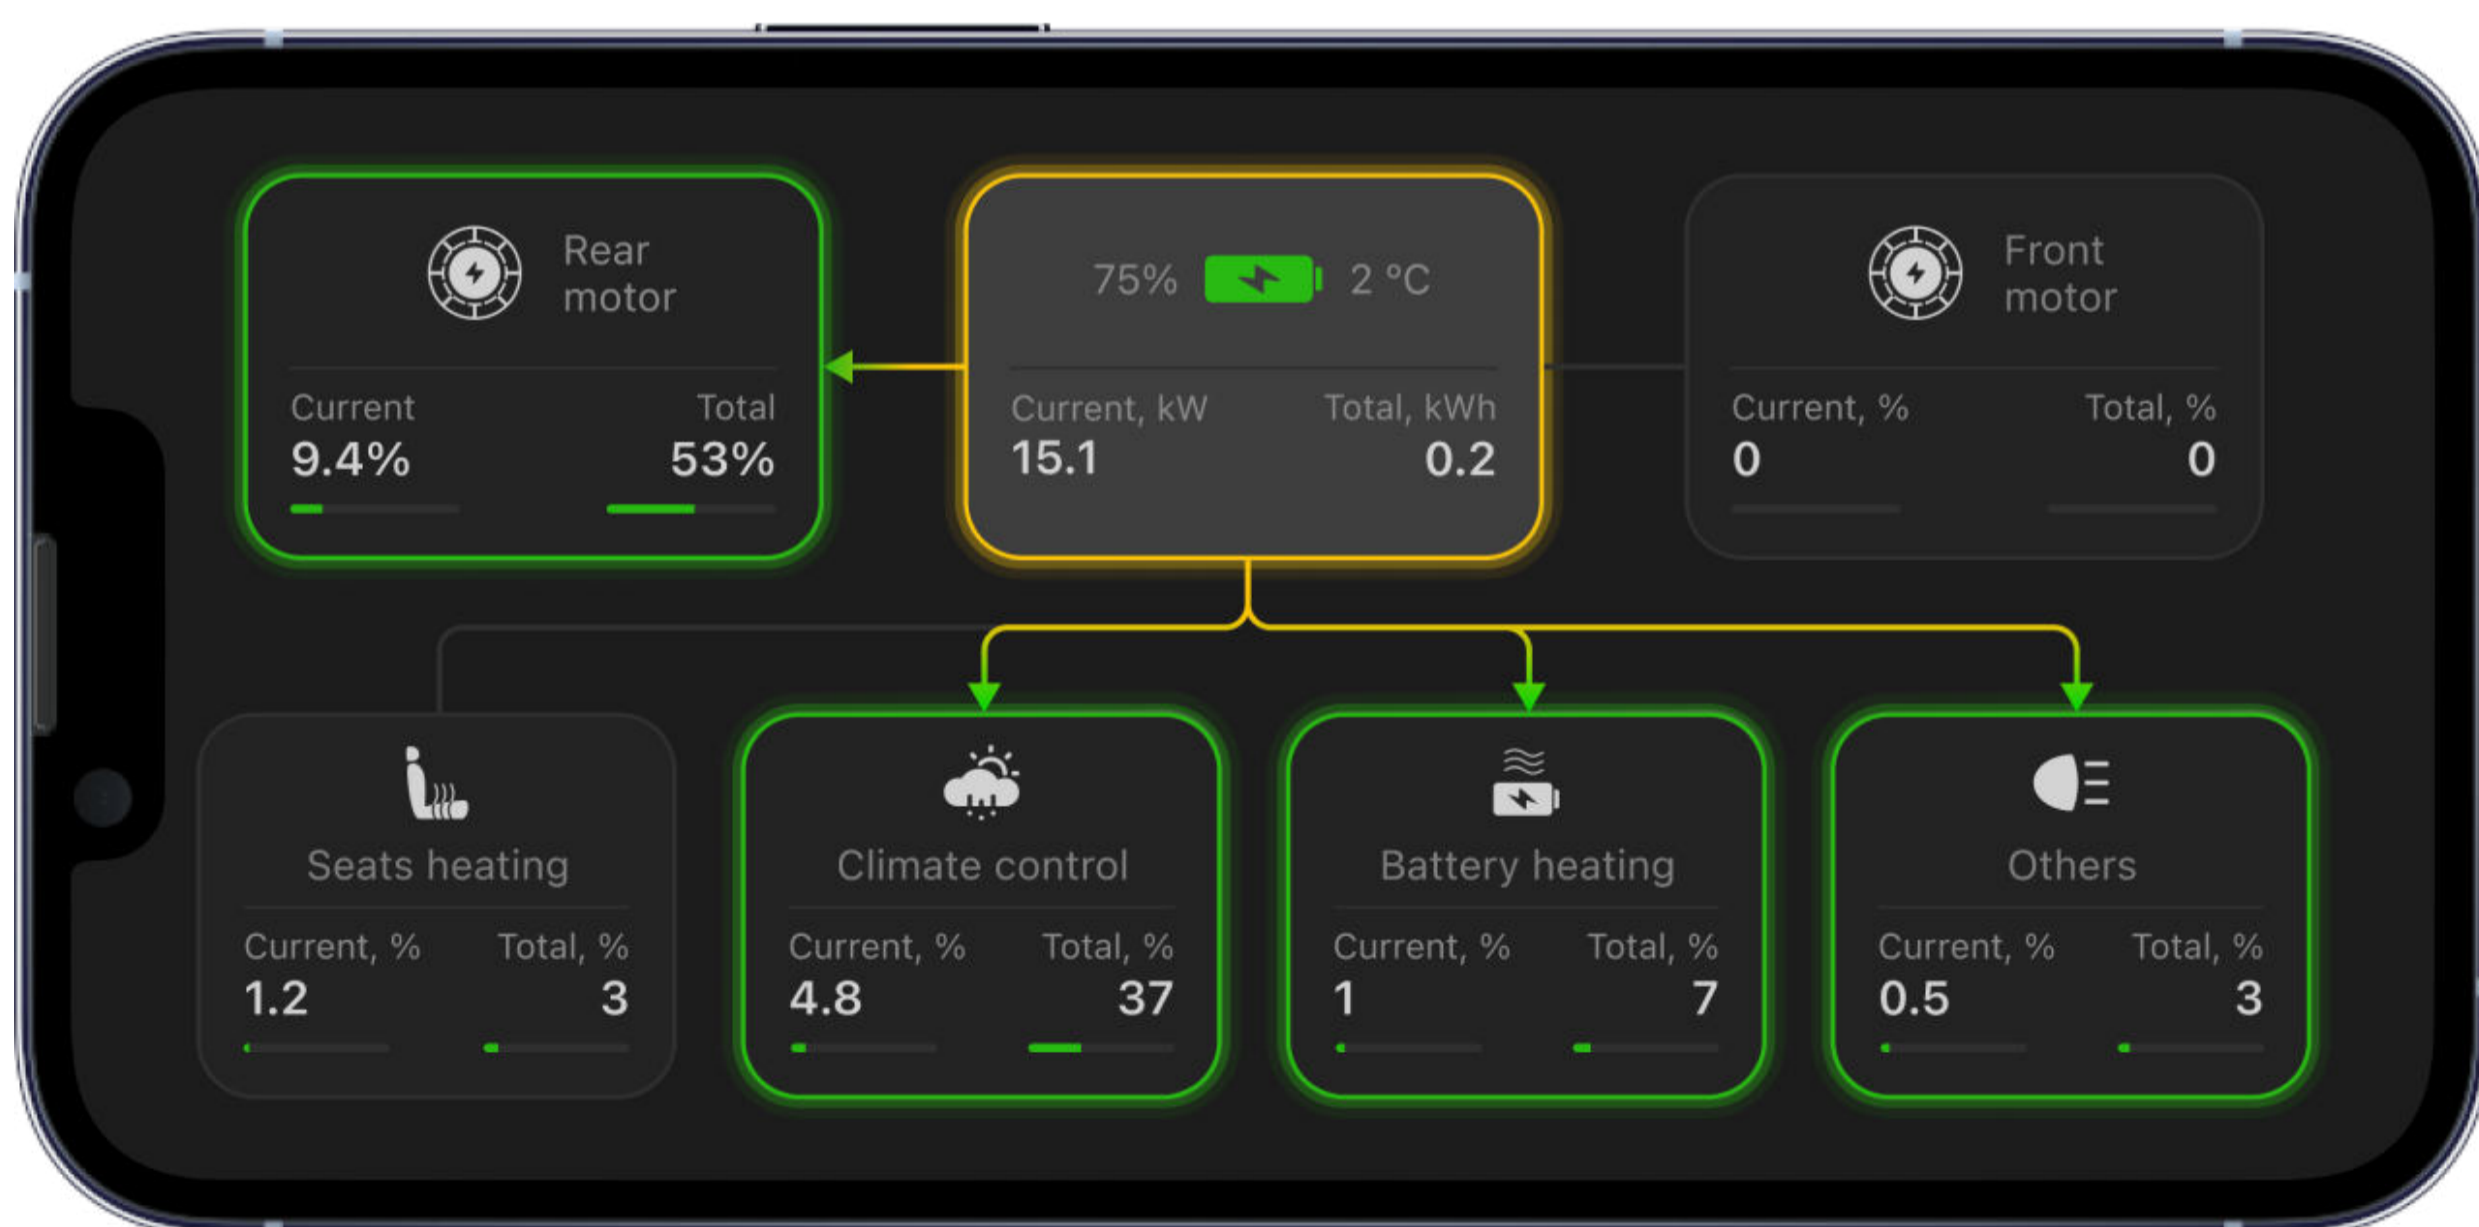 Rear
motor
Current
Total
9.4%
53%
75%
2 °C
Current, kW
Total, kWh
15.1
0.2
Front
motor
Current, %
Total, %
0
0
Seats heating
Current, %
Total, %
1.2
3
Climate control
Current, %
Total, %
4.8
37
Battery heating
Current, %
Total, %
1
7
Others
Current, %
Total, %
0.5
3